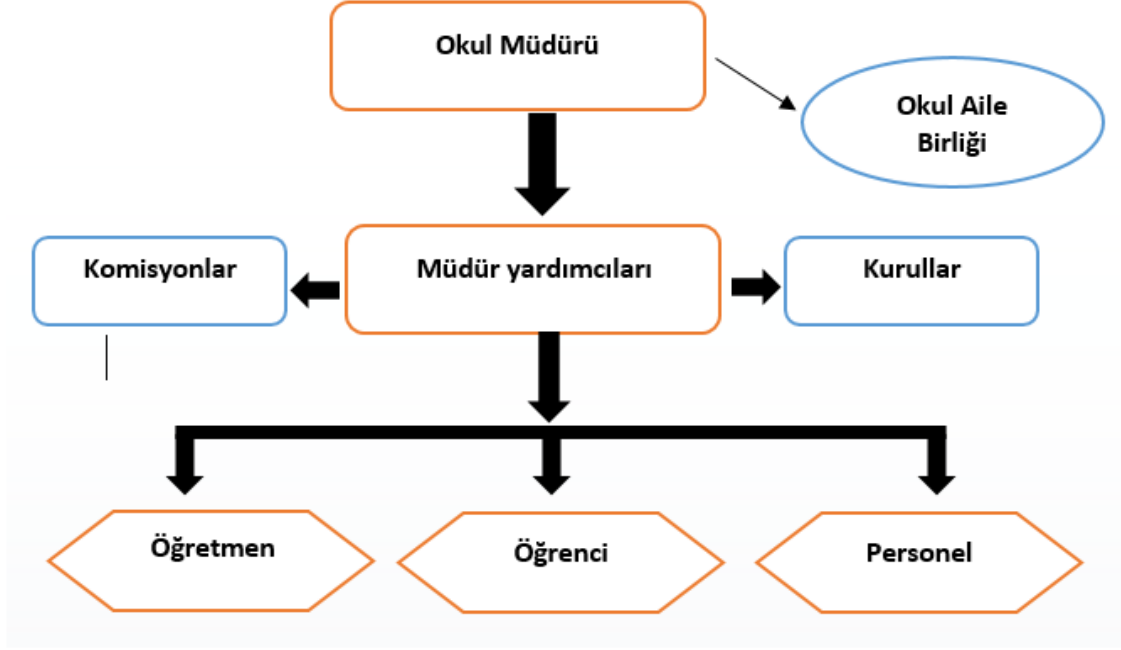 Okul Müdürü
Okul Aile
Birliği
Komisyonlar
Müdür yardımcıları
Kurullar
Öğretmen
Öğrenci
Personel